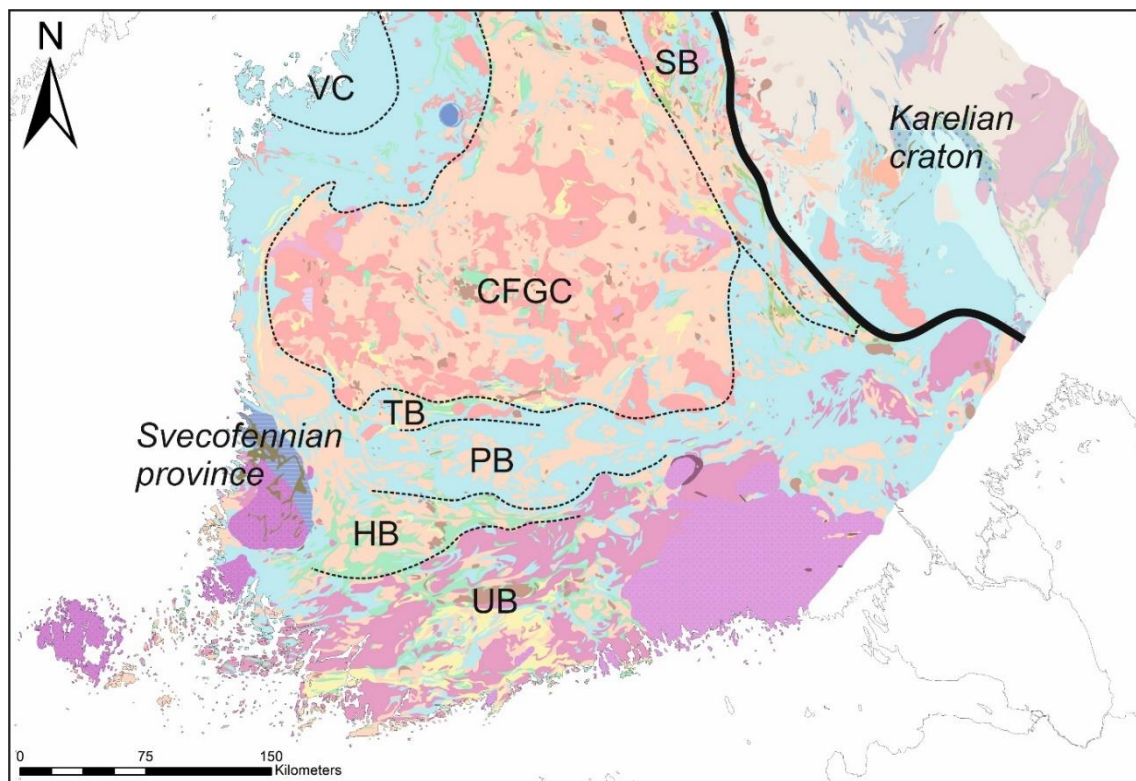 N
VC
SB
Karelian
craton
CFGC
TB
Svecofennian
province
PB
HB
UB
0 75 150
Kilometers